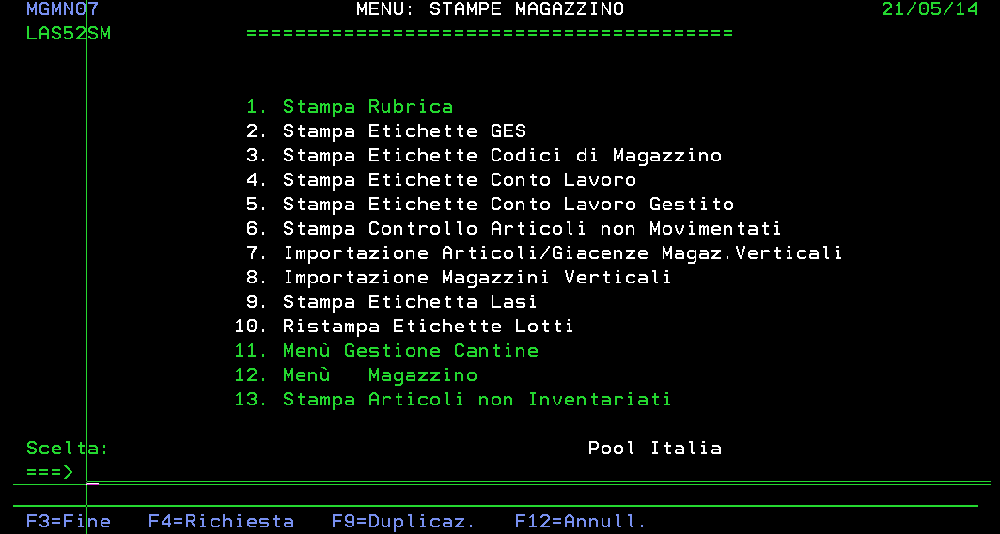 MGMN07 MENU: STAMPE MAGAZZINO 21/05/14
LAS52SM ========================================
1. Stampa Rubrica
2. Stampa Etichette GES
3. Stampa Etichette Codici di Magazzino
4. Stampa Etichette Conto Lavoro
5. Stampa Etichette Conto Lavoro Gestito
6. Stampa Controllo Articoli non Movimentati
7. Importazione Articoli/Giacenze Magaz.Verticali
8. Importazione Magazzini Verticali
9. Stampa Etichetta Lasi
10. Ristampa Etichette Lotti
11. Menù Gestione Cantine
12. Menù   Magazzino
13. Stampa Articoli non Inventariati
Scelta: Pool Italia
===>
F3=Fine F4=Richiesta F9=Duplicaz. F12=Annull.